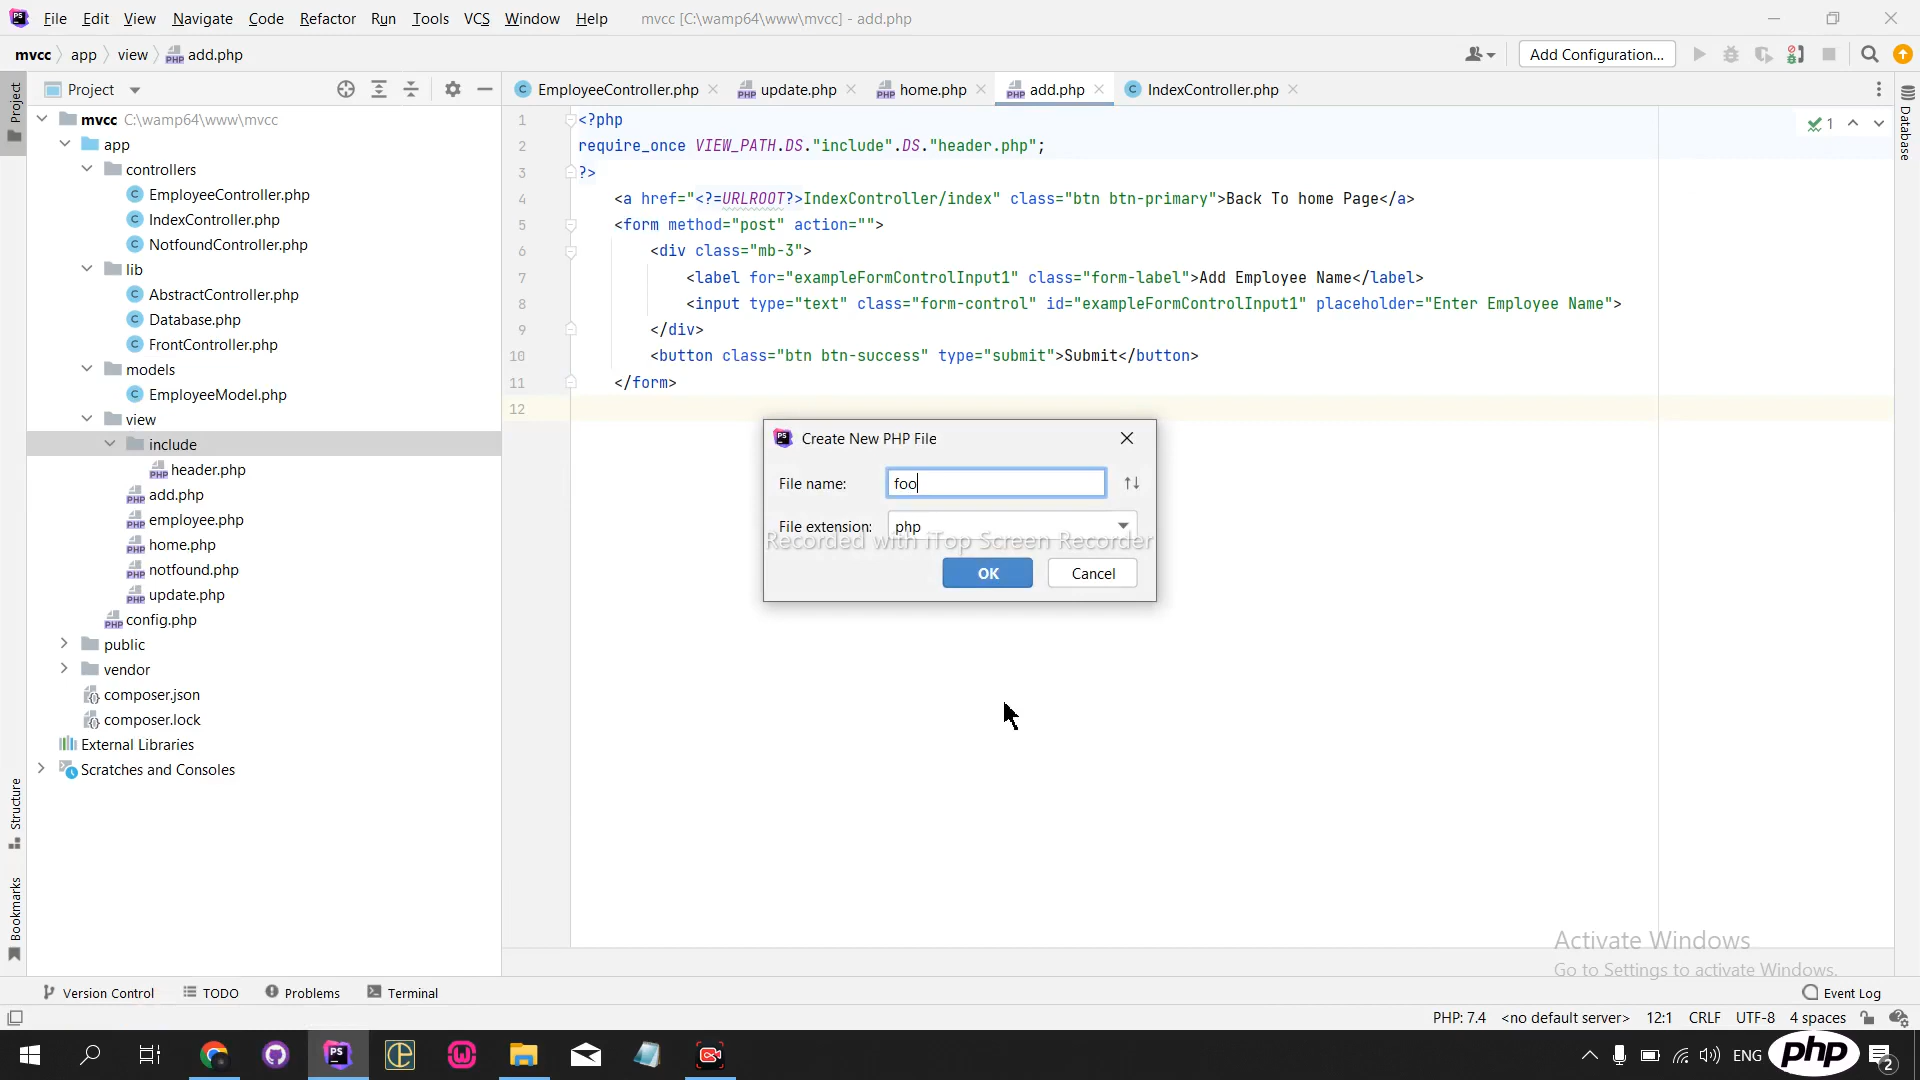 File Edit View Navigate Code Refactor Run Tools VCS Window Help mvcc [C:\wamp64\www\mvcc] - add.php
mvcc app view add.php
Add Configuration...
Project
EmployeeController.php update.php home.php add.php IndexController.php
Project
Database
mvcc C:\wamp64\www\mvcc
app
controllers
EmployeeController.php
IndexController.php
NotfoundController.php
lib
AbstractController.php
Database.php
FrontController.php
models
EmployeeModel.php
view
include
header.php
add.php
employee.php
home.php
notfound.php
update.php
config.php
public
vendor
composer.json
composer.lock
External Libraries
Scratches and Consoles
Structure
Bookmarks
1 <?php
2 require_once VIEW_PATH.DS."include".DS."header.php";
3 ?>
4 <a href="<?=URLROOT?>IndexController/index" class="btn btn-primary">Back To home Page</a>
5 <form method="post" action="">
6 <div class="mb-3">
7 <label for="exampleFormControlInput1" class="form-label">Add Employee Name</label>
8 <input type="text" class="form-control" id="exampleFormControlInput1" placeholder="Enter Employee Name">
9 </div>
10 <button class="btn btn-success" type="submit">Submit</button>
11 </form>
12
1
Create New PHP File
File name: foo
File extension: php
Recorded with iTop Screen Recorder
OK Cancel
Activate Windows
Go to Settings to activate Windows.
Version Control TODO Problems Terminal Event Log
PHP: 7.4 <no default server> 12:1 CRLF UTF-8 4 spaces
ENG php 2